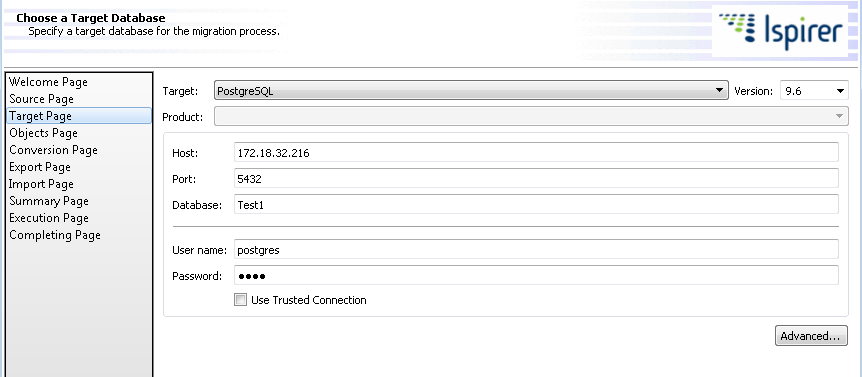 Choose a Target Database
Specify a target database for the migration process.
Ispirer
Welcome Page
Source Page
Target Page
Objects Page
Conversion Page
Export Page
Import Page
Summary Page
Execution Page
Completing Page
Target: PostgreSQL Version: 9.6
Product:
Host: 172.18.32.216
Port: 5432
Database: Test1
User name: postgres
Password: ●●●●
Use Trusted Connection
Advanced...